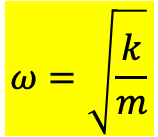 ω = √(k/m)